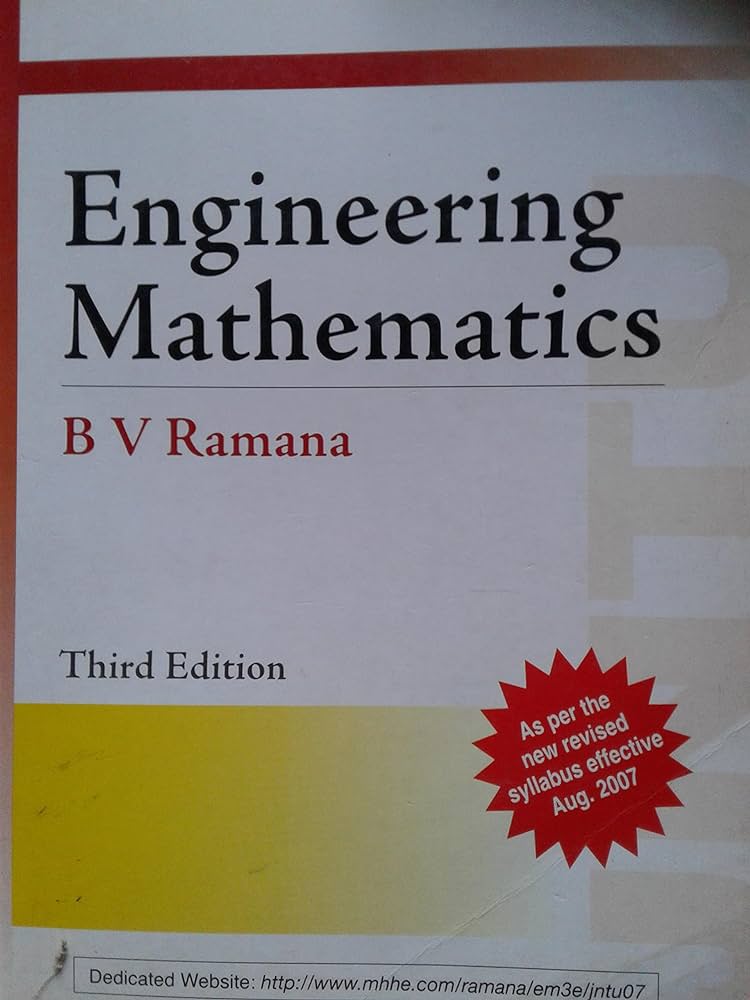 Engineering
Mathematics
B V Ramana
Third Edition
As per the
new revised
syllabus effective
Aug. 2007
JNTU
Dedicated Website: http://www.mhhe.com/ramana/em3e/jntu07